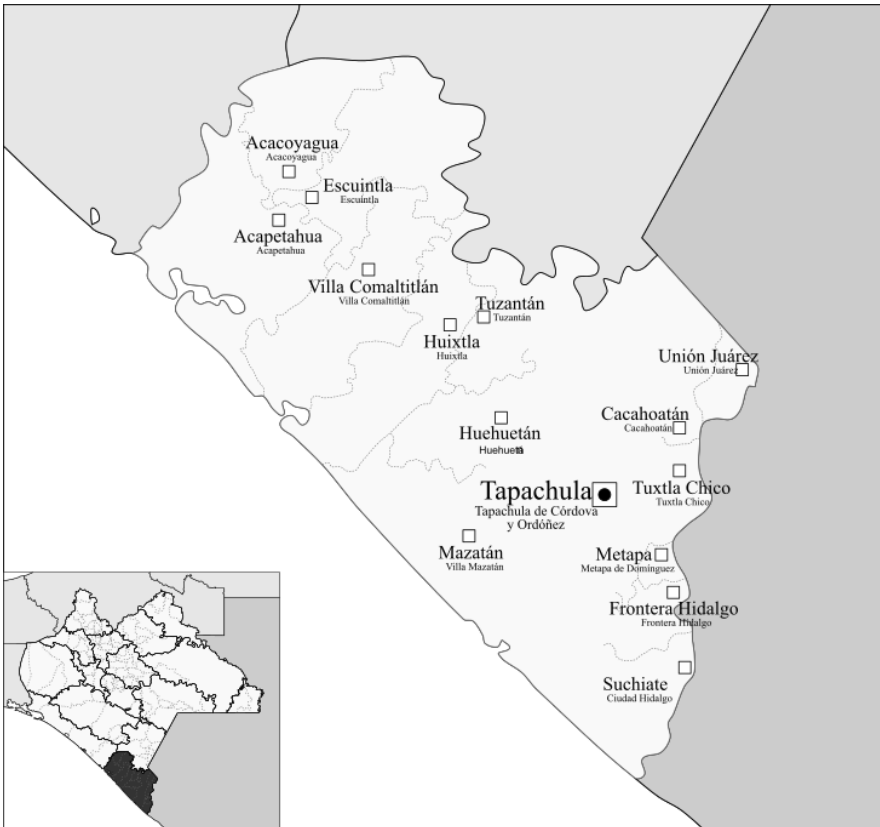 Acacoyagua
Acacoyagua
Escuintla
Escuintla
Acapetahua
Acapetahua
Villa Comaltitlán
Villa Comaltitlán
Tuzantán
Tuzantán
Huixtla
Huixtla
Unión Juárez
Unión Juárez
Cacahoatán
Cacahoatán
Huehuetán
Huehuetán
Tapachula
Tapachula de Córdova
y Ordóñez
Tuxtla Chico
Tuxtla Chico
Mazatán
Villa Mazatán
Metapa
Metapa de Domínguez
Frontera Hidalgo
Frontera Hidalgo
Suchiate
Ciudad Hidalgo